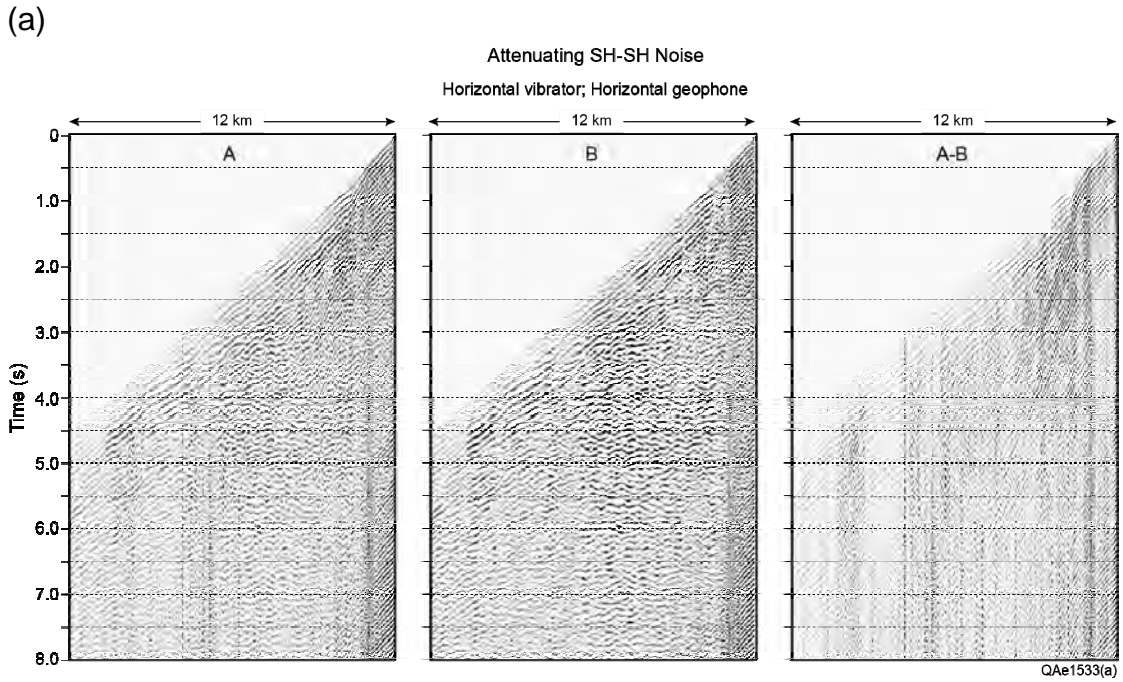 (a)
Attenuating SH-SH Noise
Horizontal vibrator; Horizontal geophone
12 km
12 km
12 km
A
B
A-B
0
1.0
2.0
3.0
4.0
5.0
6.0
7.0
8.0
Time (s)
QAe1533(a)